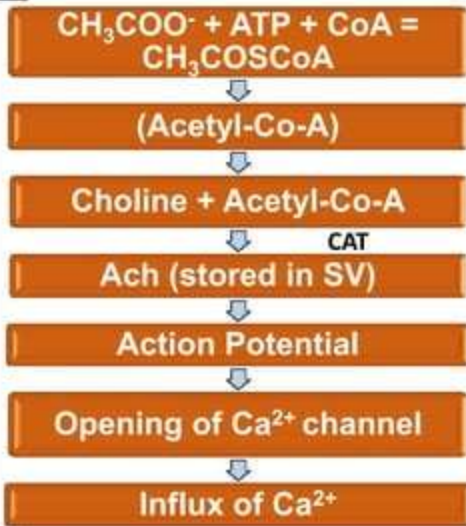 CH₃COO⁻ + ATP + CoA =
CH₃COSCoA
(Acetyl-Co-A)
Choline + Acetyl-Co-A
CAT
Ach (stored in SV)
Action Potential
Opening of Ca²⁺ channel
Influx of Ca²⁺